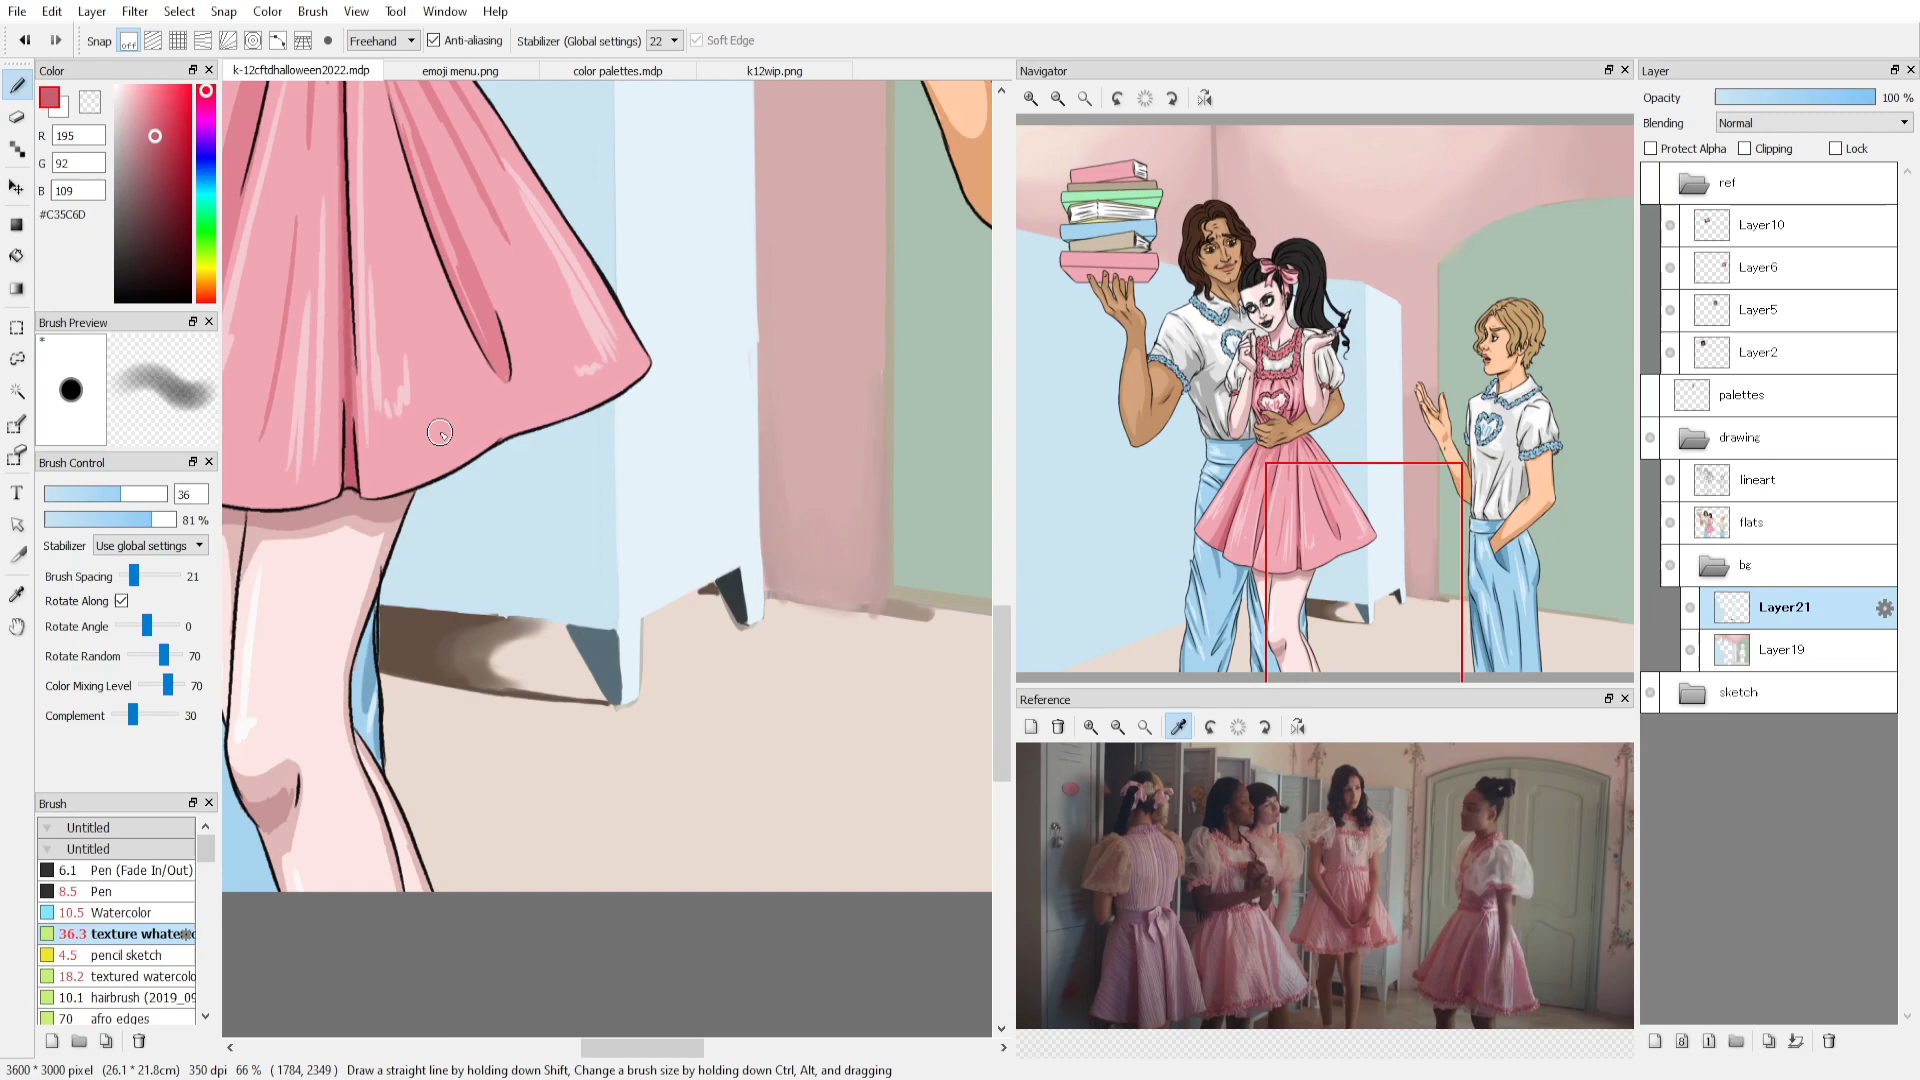 File Edit Layer Filter Select Snap Color Brush View Tool Window Help
Snap off Freehand Anti-aliasing Stabilizer (Global settings) 22 Soft Edge
Color
R 195
G 92
B 109
#C35C6D
Brush Preview
*
Brush Control
36
81 %
Stabilizer Use global settings
Brush Spacing 21
Rotate Along
Rotate Angle 0
Rotate Random 70
Color Mixing Level 70
Complement 30
Brush
Untitled
Untitled
6.1 Pen (Fade In/Out)
8.5 Pen
10.5 Watercolor
36.3 texture whate
4.5 pencil sketch
18.2 textured watercolo
10.1 hairbrush (2019_09
70 afro edges
k-12cftdhalloween2022.mdp emoji menu.png color palettes.mdp k12wip.png
Navigator
Reference
Layer
Opacity 100 %
Blending Normal
Protect Alpha Clipping Lock
ref
Layer10
Layer6
Layer5
Layer2
palettes
drawing
lineart
flats
bg
Layer21
Layer19
sketch
8 1
3600 * 3000 pixel (26.1 * 21.8cm) 350 dpi 66 % ( 1784, 2349 ) Draw a straight line by holding down Shift, Change a brush size by holding down Ctrl, Alt, and dragging